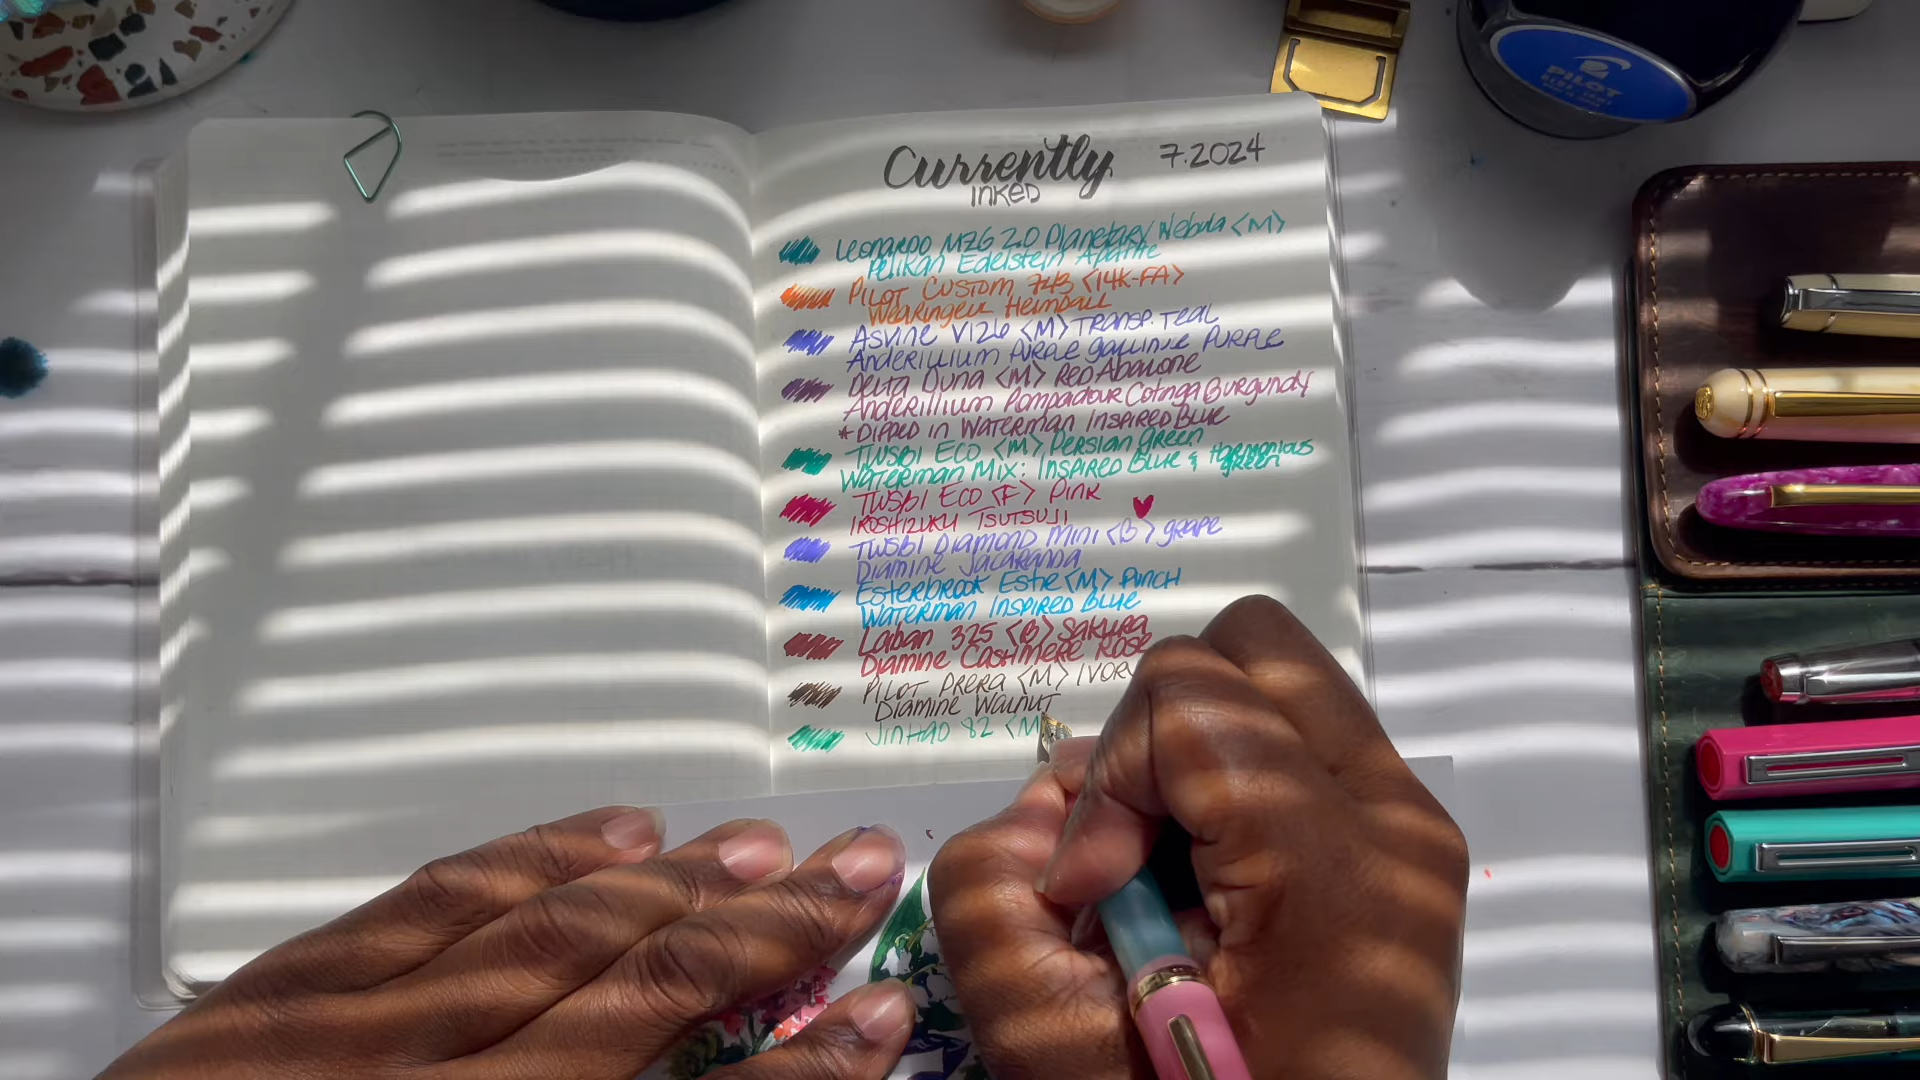 Currently 7.2024
Inked
Leonardo MZG 2.0 Planetary Nebula <M>
Pelikan Edelstein Apatite
Pilot Custom 743 <14K-FA>
Wearingeul Heimdall
Asvine V126 <M> Transp. Teal
Anderillium Purple Gallinule Purple
Delta Duna <M> Red Abalone
Anderillium Pompadour Cotinga Burgundy
*Dipped in Waterman Inspired Blue
TWSBI Eco <M> Persian Green
Waterman Mix: Inspired Blue & Harmonious Green
TWSBI Eco <F> Pink
Iroshizuku Tsutsuji
TWSBI Diamond Mini <B> grape
Diamine Jacaranda
Esterbrook Estie <M> Punch
Waterman Inspired Blue
Laban 325 <B> Sakura
Diamine Cashmere Rose
Pilot Prera <M> Ivory
Diamine Walnut
Jinhao 82 <M
PILOT